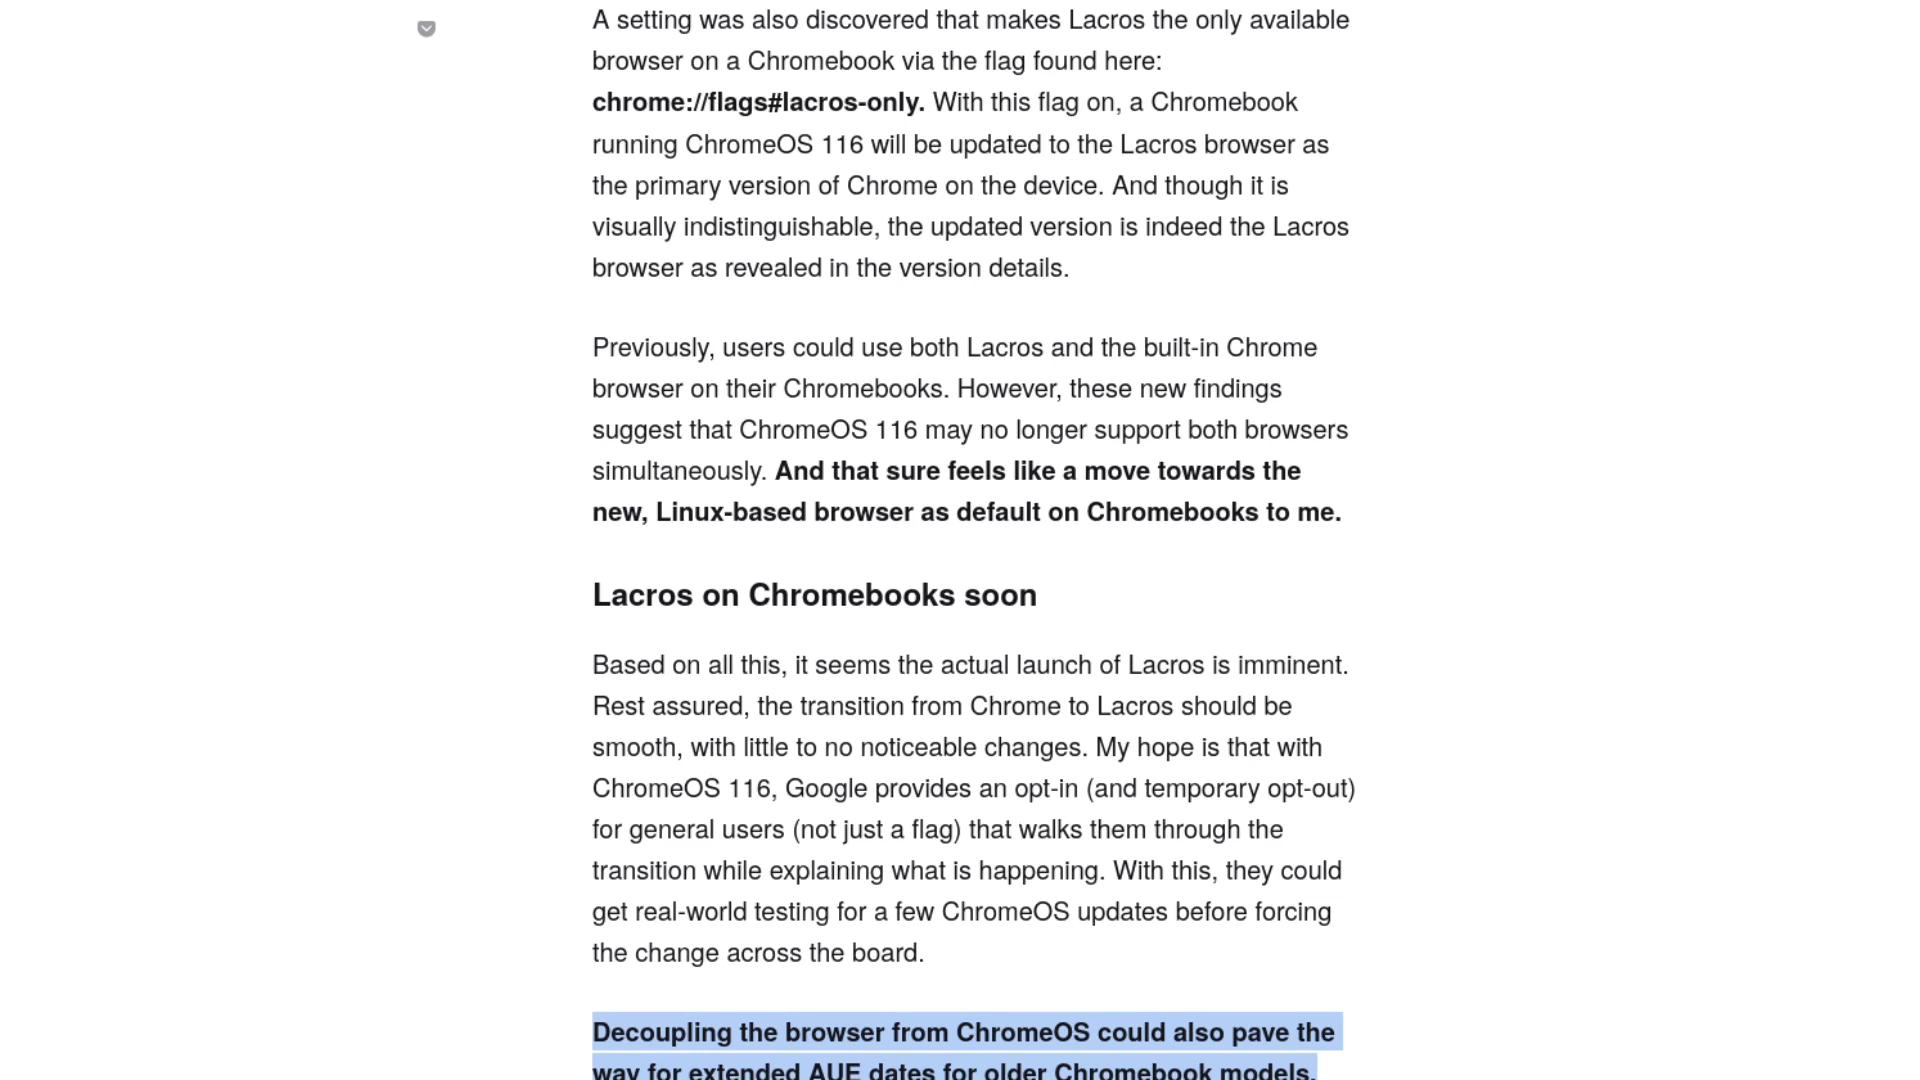 A setting was also discovered that makes Lacros the only available
browser on a Chromebook via the flag found here:
chrome://flags#lacros-only. With this flag on, a Chromebook
running ChromeOS 116 will be updated to the Lacros browser as
the primary version of Chrome on the device. And though it is
visually indistinguishable, the updated version is indeed the Lacros
browser as revealed in the version details.
Previously, users could use both Lacros and the built-in Chrome
browser on their Chromebooks. However, these new findings
suggest that ChromeOS 116 may no longer support both browsers
simultaneously. And that sure feels like a move towards the
new, Linux-based browser as default on Chromebooks to me.
Lacros on Chromebooks soon
Based on all this, it seems the actual launch of Lacros is imminent.
Rest assured, the transition from Chrome to Lacros should be
smooth, with little to no noticeable changes. My hope is that with
ChromeOS 116, Google provides an opt-in (and temporary opt-out)
for general users (not just a flag) that walks them through the
transition while explaining what is happening. With this, they could
get real-world testing for a few ChromeOS updates before forcing
the change across the board.
Decoupling the browser from ChromeOS could also pave the
way for extended AUE dates for older Chromebook models.